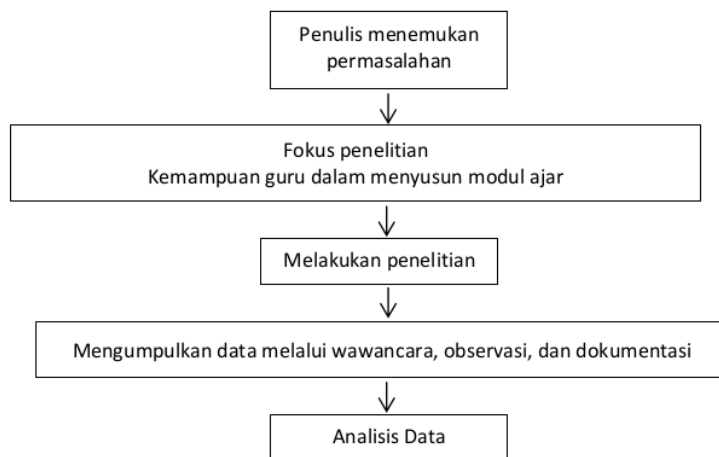 Penulis menemukan
permasalahan
Fokus penelitian
Kemampuan guru dalam menyusun modul ajar
Melakukan penelitian
Mengumpulkan data melalui wawancara, observasi, dan dokumentasi
Analisis Data